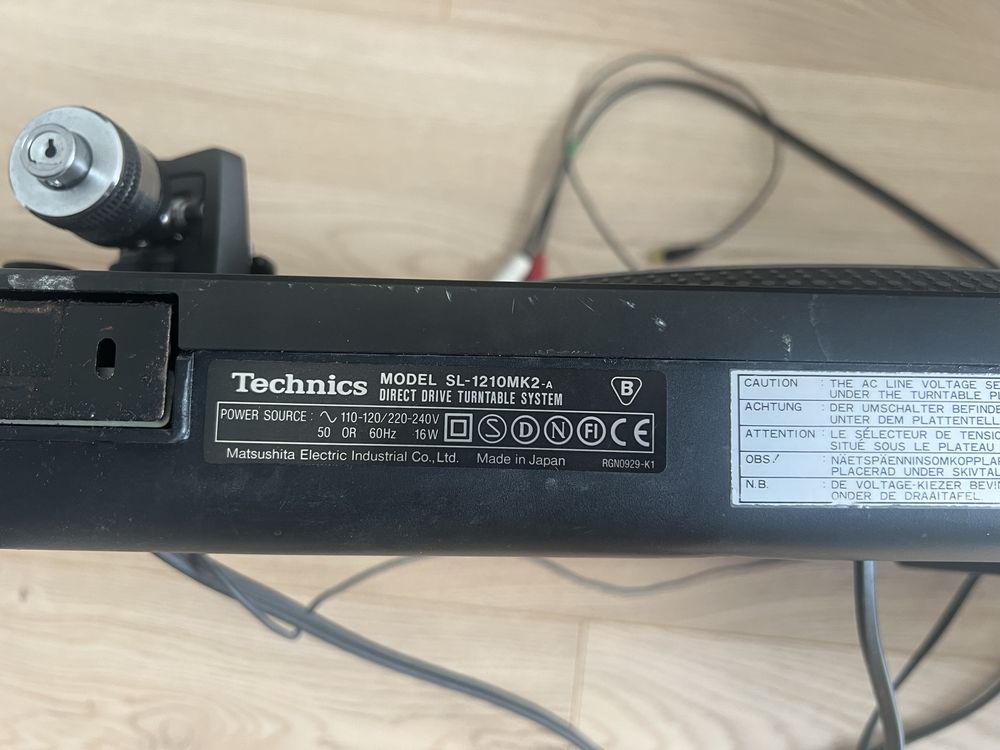 Technics MODEL SL-1210MK2-A
DIRECT DRIVE TURNTABLE SYSTEM
B
POWER SOURCE : ∿ 110-120/220-240V
50 OR 60Hz 16W
S D N FI CE
Matsushita Electric Industrial Co., Ltd. Made in Japan RGN0929-K1
CAUTION : THE AC LINE VOLTAGE SE
UNDER THE TURNTABLE P
ACHTUNG : DER UMSCHALTER BEFINDE
UNTER DEM PLATTENTELL
ATTENTION : LE SÉLECTEUR DE TENSIO
SITUÉ SOUS LE PLATEAU
OBS.! : NÄETSPÄENNINSOMKOPPLAR
PLACERAD UNDER SKIVTAL
N.B. : DE VOLTAGE-KIEZER BEVIN
ONDER DE DRAAITAFEL.